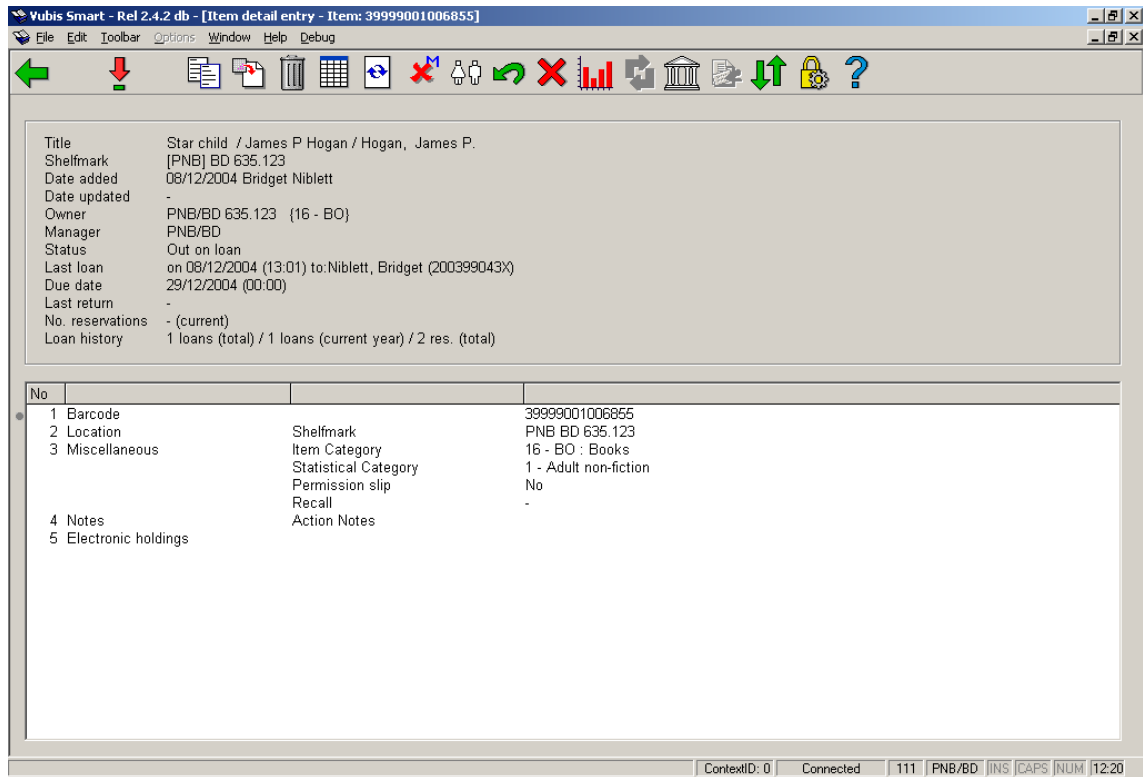 Vubis Smart - Rel 2.4.2 db - [Item detail entry - Item: 39999001006855]
File Edit Toolbar Options Window Help Debug
Title Star child / James P Hogan / Hogan, James P.
Shelfmark [PNB] BD 635.123
Date added 08/12/2004 Bridget Niblett
Date updated -
Owner PNB/BD 635.123 {16 - BO}
Manager PNB/BD
Status Out on loan
Last loan on 08/12/2004 (13:01) to:Niblett, Bridget (200399043X)
Due date 29/12/2004 (00:00)
Last return -
No. reservations - (current)
Loan history 1 loans (total) / 1 loans (current year) / 2 res. (total)
No
1 Barcode 39999001006855
2 Location Shelfmark PNB BD 635.123
3 Miscellaneous Item Category 16 - BO : Books
Statistical Category 1 - Adult non-fiction
Permission slip No
Recall -
4 Notes Action Notes
5 Electronic holdings
ContextID: 0 Connected 111 PNB/BD INS CAPS NUM 12:20